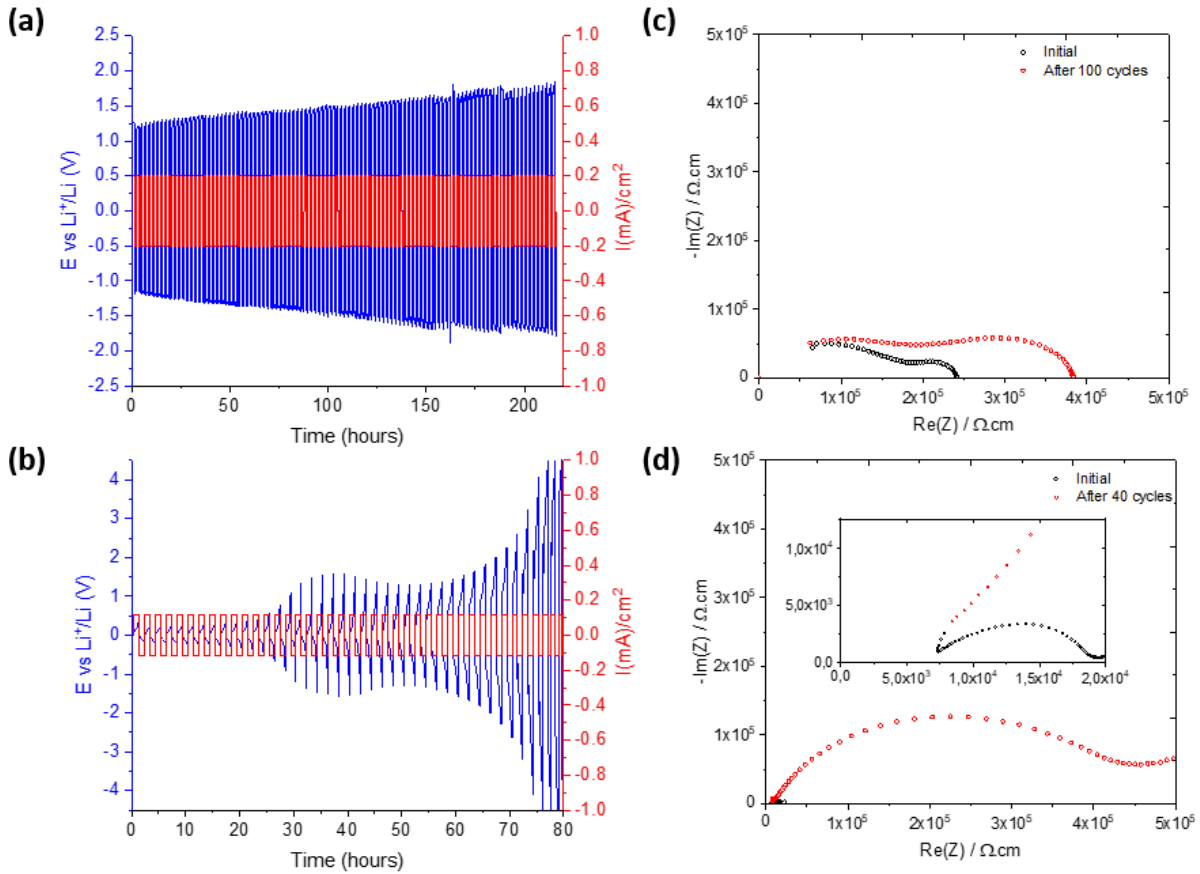 (a)
2.5
2.0
1.5
1.0
0.5
0.0
-0.5
-1.0
-1.5
-2.0
-2.5
E vs Li⁺/Li (V)
1.0
0.8
0.6
0.4
0.2
0.0
-0.2
-0.4
-0.6
-0.8
-1.0
I(mA)/cm²
0 50 100 150 200
Time (hours)
(c)
5x10⁵
4x10⁵
3x10⁵
2x10⁵
1x10⁵
0
-Im(Z) / Ω.cm
Initial
After 100 cycles
0 1x10⁵ 2x10⁵ 3x10⁵ 4x10⁵ 5x10⁵
Re(Z) / Ω.cm
(b)
4
3
2
1
0
-1
-2
-3
-4
E vs Li⁺/Li (V)
1.0
0.8
0.6
0.4
0.2
0.0
-0.2
-0.4
-0.6
-0.8
-1.0
I(mA)/cm²
0 10 20 30 40 50 60 70 80
Time (hours)
(d)
5x10⁵
4x10⁵
3x10⁵
2x10⁵
1x10⁵
0
-Im(Z) / Ω.cm
Initial
After 40 cycles
1,0x10⁴
5,0x10³
0,0
0,0 5,0x10³ 1,0x10⁴ 1,5x10⁴ 2,0x10⁴
0 1x10⁵ 2x10⁵ 3x10⁵ 4x10⁵ 5x10⁵
Re(Z) / Ω.cm